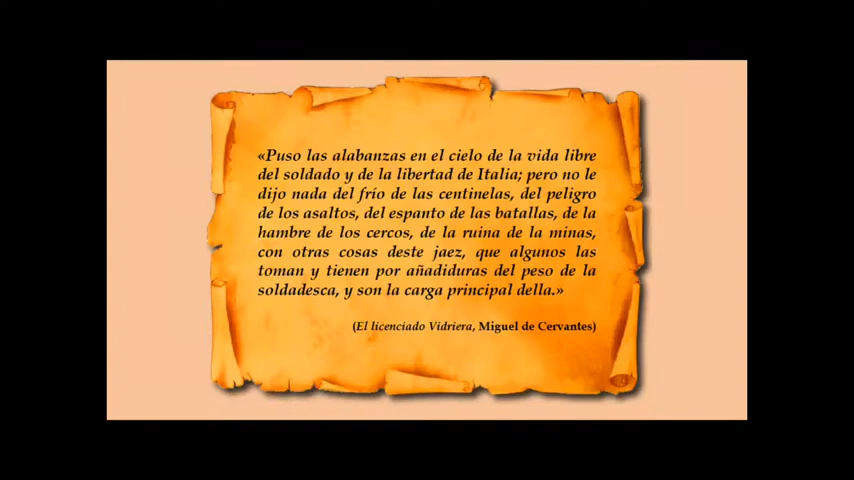 «Puso las alabanzas en el cielo de la vida libre
del soldado y de la libertad de Italia; pero no le
dijo nada del frío de las centinelas, del peligro
de los asaltos, del espanto de las batallas, de la
hambre de los cercos, de la ruina de la minas,
con otras cosas deste jaez, que algunos las
toman y tienen por añadiduras del peso de la
soldadesca, y son la carga principal della.»
(El licenciado Vidriera, Miguel de Cervantes)